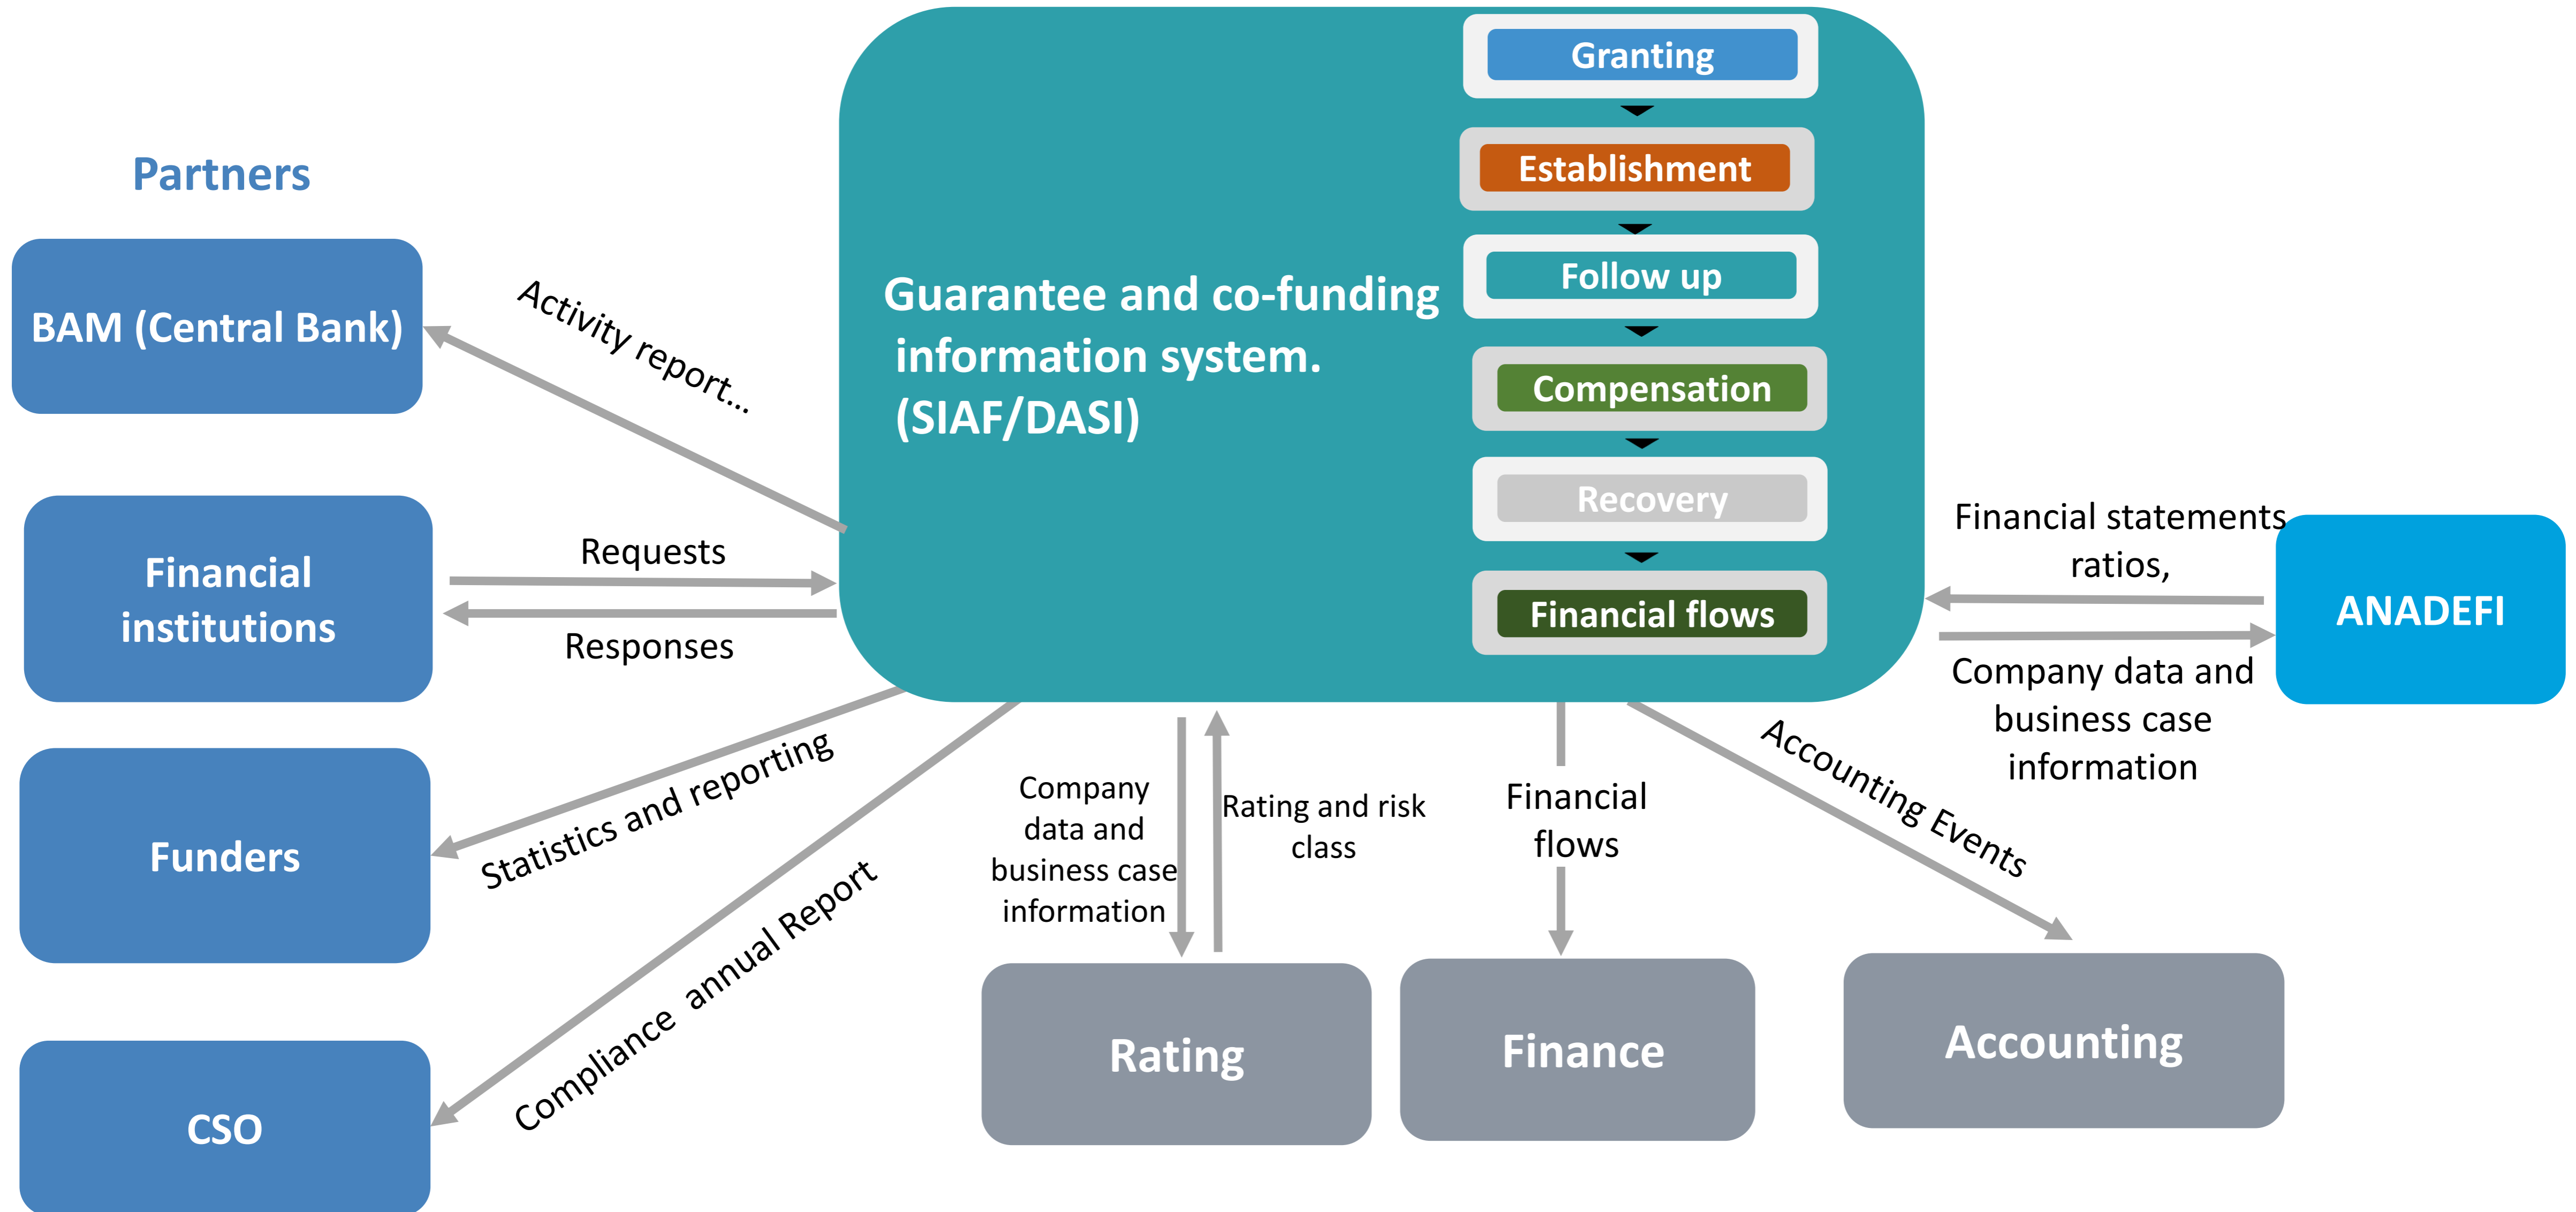 Partners
BAM (Central Bank)
Financial
institutions
Funders
CSO
Activity report...
Requests
Responses
Statistics and reporting
Compliance annual Report
Guarantee and co-funding
information system.
(SIAF/DASI)
Granting
Establishment
Follow up
Compensation
Recovery
Financial flows
Financial statements
ratios,
ANADEFI
Company data and
business case
information
Company
data and
business case
information
Rating and risk
class
Financial
flows
Accounting Events
Rating
Finance
Accounting